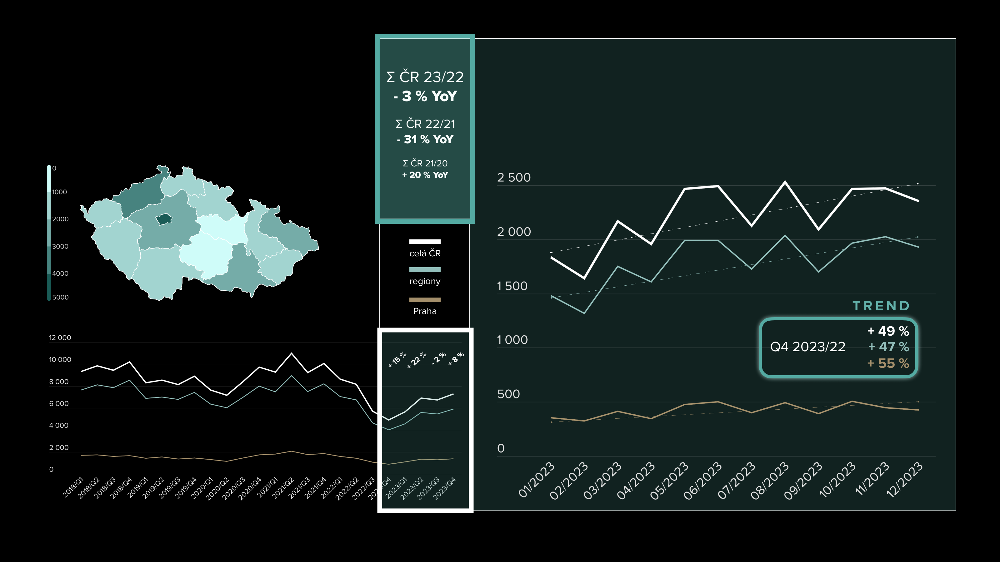 Σ ČR 23/22
- 3 % YoY
Σ ČR 22/21
- 31 % YoY
Σ ČR 21/20
+ 20 % YoY
0
1000
2000
3000
4000
5000
celá ČR
regiony
Praha
12 000
10 000
8 000
6 000
4 000
2 000
0
+ 15 %
+ 22 %
- 2 %
+ 8 %
2018/Q1
2018/Q2
2018/Q3
2018/Q4
2019/Q1
2019/Q2
2019/Q3
2019/Q4
2020/Q1
2020/Q2
2020/Q3
2020/Q4
2021/Q1
2021/Q2
2021/Q3
2021/Q4
2022/Q1
2022/Q2
2022/Q3
2023/Q1
2023/Q2
2023/Q3
2023/Q4
2 500
2 000
1 500
1 000
500
0
TREND
Q4 2023/22
+ 49 %
+ 47 %
+ 55 %
01/2023
02/2023
03/2023
04/2023
05/2023
06/2023
07/2023
08/2023
09/2023
10/2023
11/2023
12/2023